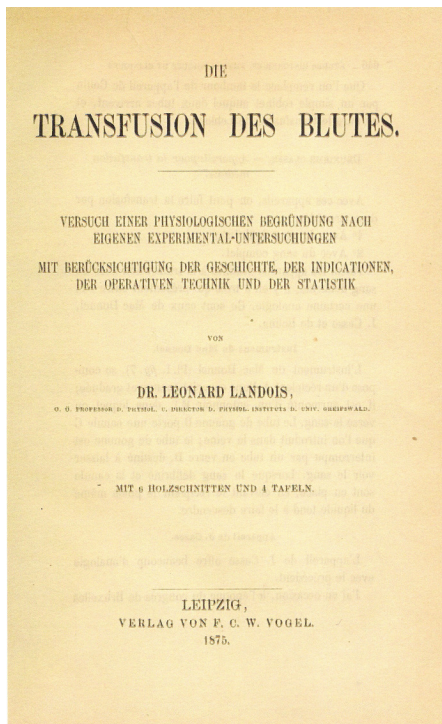 DIE
TRANSFUSION DES BLUTES.
VERSUCH EINER PHYSIOLOGISCHEN BEGRÜNDUNG NACH
EIGENEN EXPERIMENTAL-UNTERSUCHUNGEN
MIT BERÜCKSICHTIGUNG DER GESCHICHTE, DER INDICATIONEN,
DER OPERATIVEN TECHNIK UND DER STATISTIK
VON
DR. LEONARD LANDOIS,
O. Ö. PROFESSOR D. PHYSIOL. U. DIRECTOR D. PHYSIOL. INSTITUTS D. UNIV. GREIFSWALD.
MIT 6 HOLZSCHNITTEN UND 4 TAFELN.
LEIPZIG,
VERLAG VON F. C. W. VOGEL.
1875.